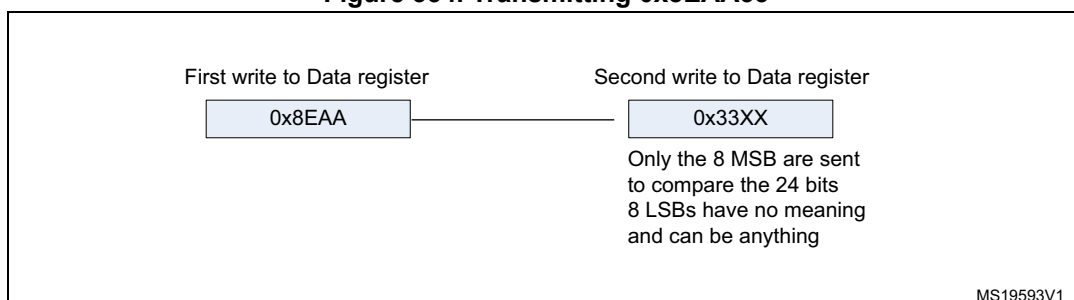 First write to Data register
Second write to Data register
0x8EAA
0x33XX
Only the 8 MSB are sent
to compare the 24 bits
8 LSBs have no meaning
and can be anything
MS19593V1